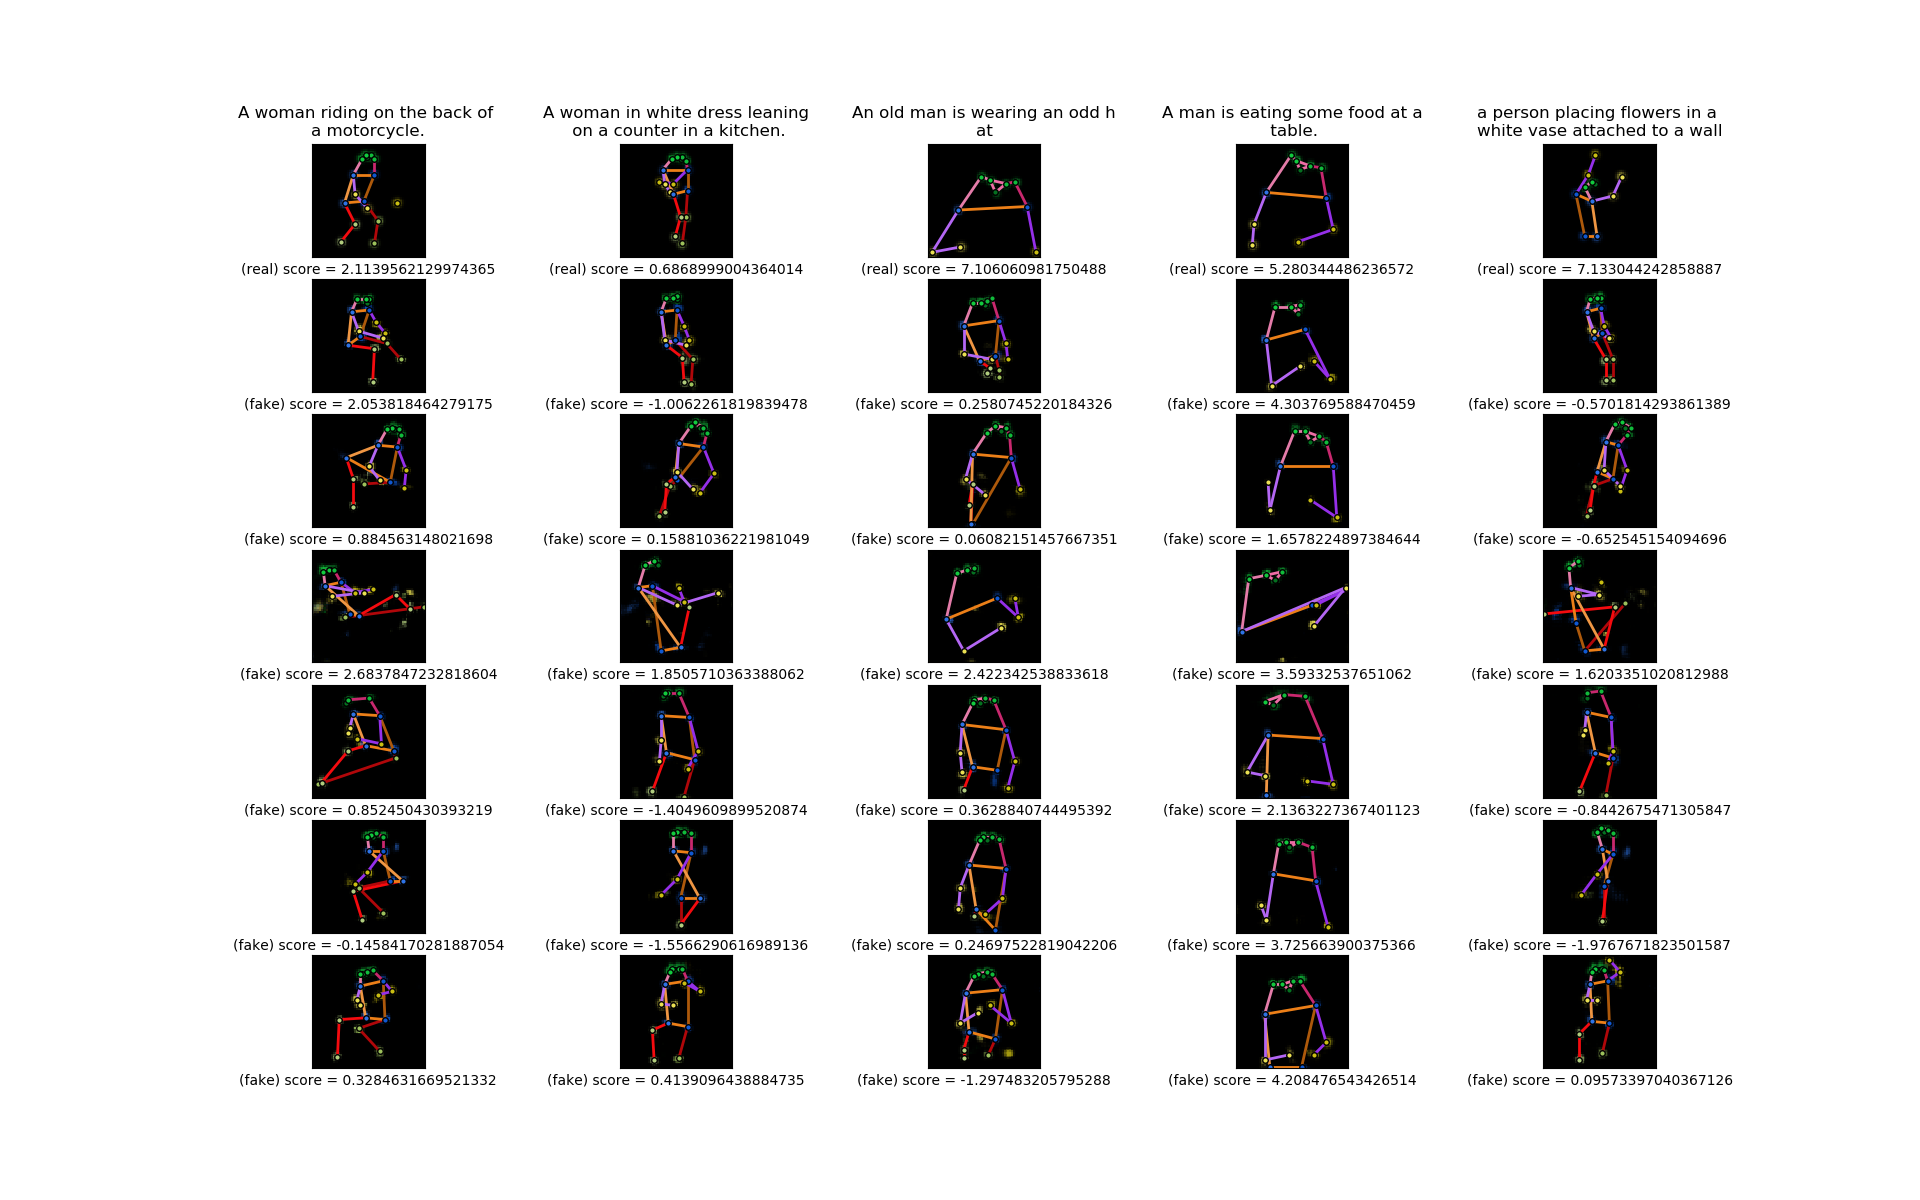 A woman riding on the back of
a motorcycle.
A woman in white dress leaning
on a counter in a kitchen.
An old man is wearing an odd h
at
A man is eating some food at a
table.
a person placing flowers in a
white vase attached to a wall
(real) score = 2.1139562129974365
(real) score = 0.6868999004364014
(real) score = 7.106060981750488
(real) score = 5.280344486236572
(real) score = 7.133044242858887
(fake) score = 2.053818464279175
(fake) score = -1.0062261819839478
(fake) score = 0.2580745220184326
(fake) score = 4.303769588470459
(fake) score = -0.5701814293861389
(fake) score = 0.884563148021698
(fake) score = 0.15881036221981049
(fake) score = 0.06082151457667351
(fake) score = 1.6578224897384644
(fake) score = -0.652545154094696
(fake) score = 2.6837847232818604
(fake) score = 1.8505710363388062
(fake) score = 2.422342538833618
(fake) score = 3.59332537651062
(fake) score = 1.6203351020812988
(fake) score = 0.852450430393219
(fake) score = -1.4049609899520874
(fake) score = 0.3628840744495392
(fake) score = 2.1363227367401123
(fake) score = -0.8442675471305847
(fake) score = -0.14584170281887054
(fake) score = -1.5566290616989136
(fake) score = 0.24697522819042206
(fake) score = 3.725663900375366
(fake) score = -1.9767671823501587
(fake) score = 0.3284631669521332
(fake) score = 0.4139096438884735
(fake) score = -1.297483205795288
(fake) score = 4.208476543426514
(fake) score = 0.09573397040367126